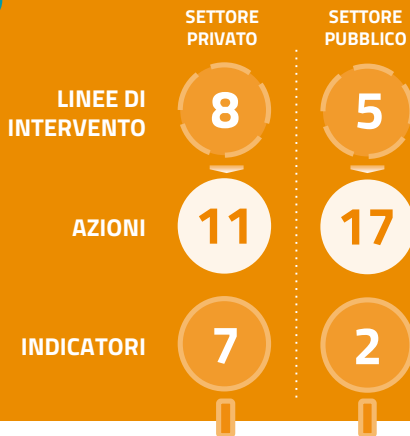 SETTORE
PRIVATO
SETTORE
PUBBLICO
LINEE DI
INTERVENTO
8
5
AZIONI
11
17
INDICATORI
7
2